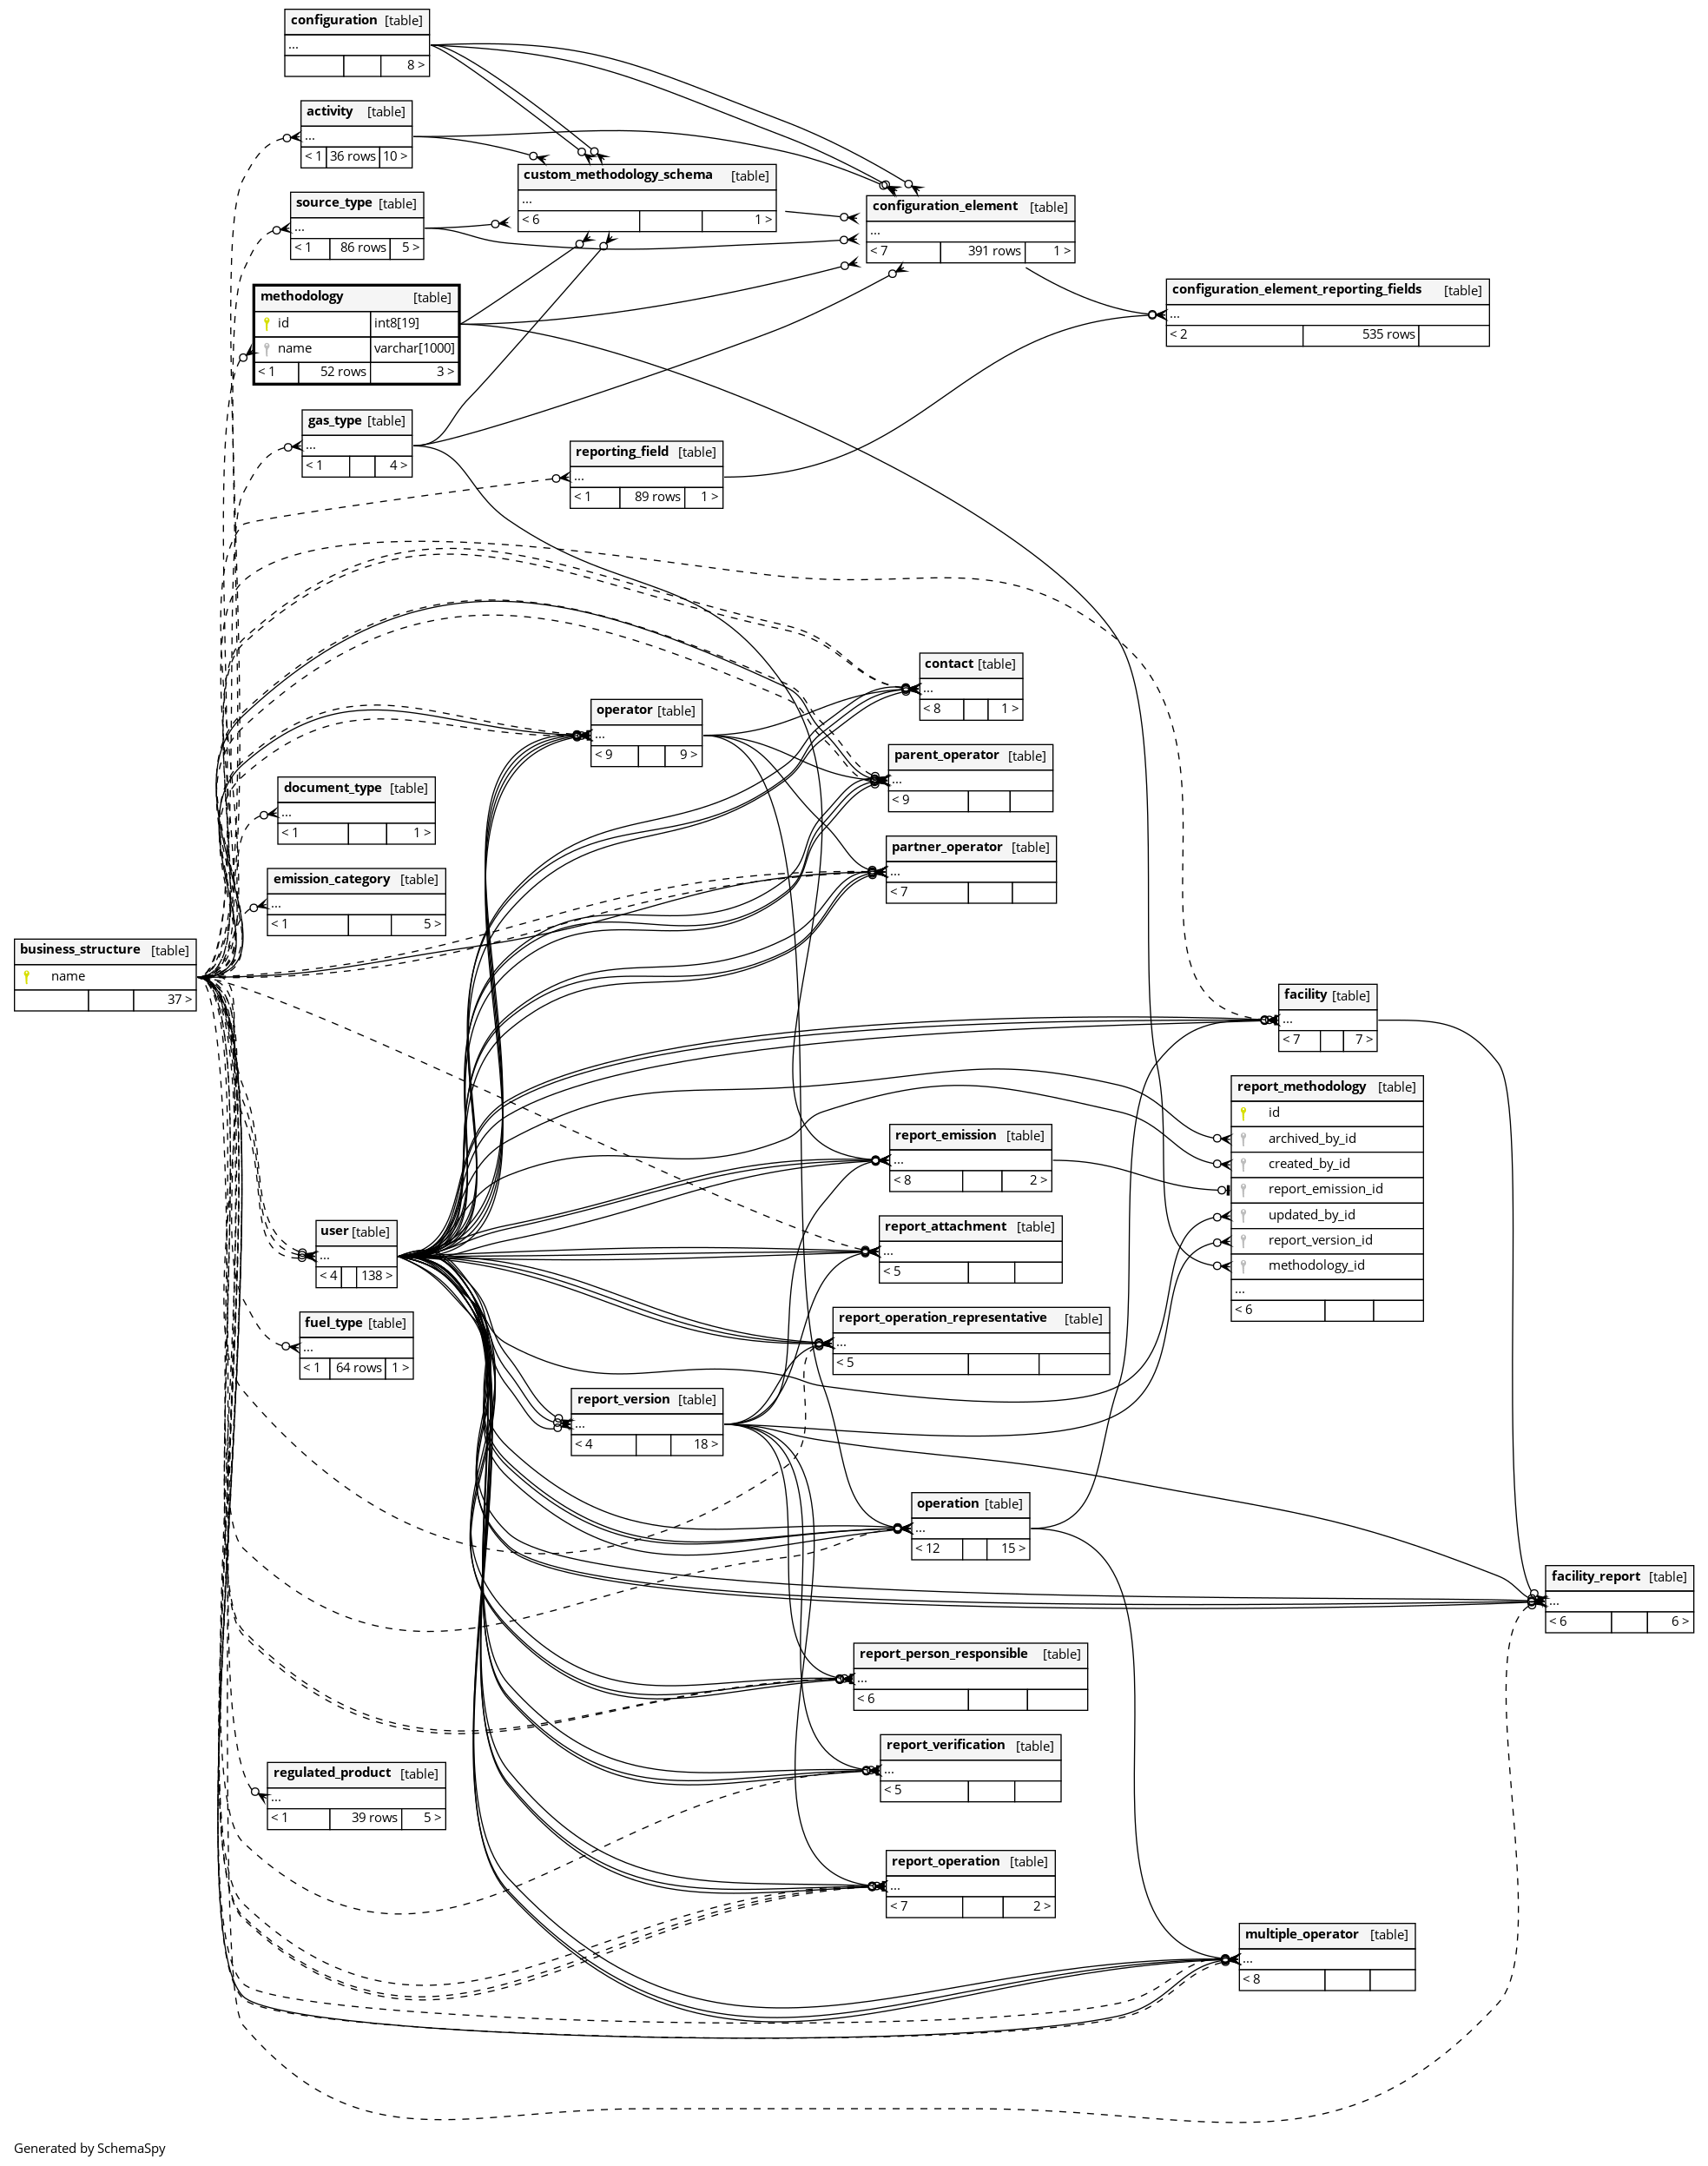 configuration [table]
...
8 >
activity [table]
...
< 1 36 rows 10 >
custom_methodology_schema [table]
...
< 6 1 >
source_type [table]
...
< 1 86 rows 5 >
configuration_element [table]
...
< 7 391 rows 1 >
configuration_element_reporting_fields [table]
...
< 2 535 rows
methodology [table]
id int8[19]
name varchar[1000]
< 1 52 rows 3 >
gas_type [table]
...
< 1 4 >
reporting_field [table]
...
< 1 89 rows 1 >
contact [table]
...
< 8 1 >
operator [table]
...
< 9 9 >
parent_operator [table]
...
< 9
document_type [table]
...
< 1 1 >
partner_operator [table]
...
< 7
emission_category [table]
...
< 1 5 >
business_structure [table]
name
37 >
facility [table]
...
< 7 7 >
report_methodology [table]
id
archived_by_id
created_by_id
report_emission_id
updated_by_id
report_version_id
methodology_id
...
< 6
report_emission [table]
...
< 8 2 >
user [table]
...
< 4 138 >
report_attachment [table]
...
< 5
fuel_type [table]
...
< 1 64 rows 1 >
report_operation_representative [table]
...
< 5
report_version [table]
...
< 4 18 >
operation [table]
...
< 12 15 >
facility_report [table]
...
< 6 6 >
report_person_responsible [table]
...
< 6
report_verification [table]
...
< 5
regulated_product [table]
...
< 1 39 rows 5 >
report_operation [table]
...
< 7 2 >
multiple_operator [table]
...
< 8
Generated by SchemaSpy